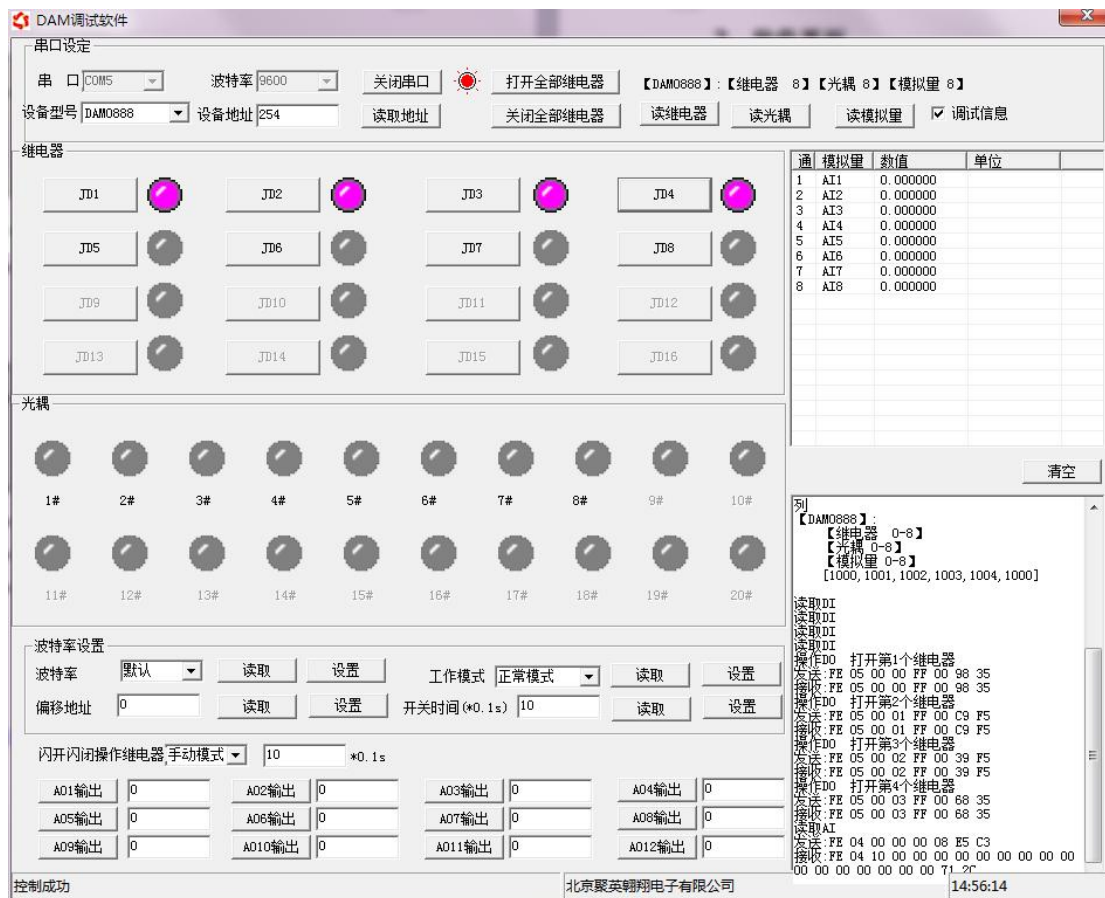 DAM调试软件
串口设定
串 口 COM5 波特率 9600 关闭串口 打开全部继电器 【DAM0888】:【继电器 8】【光耦 8】【模拟量 8】
设备型号 DAM0888 设备地址 254 读取地址 关闭全部继电器 读继电器 读光耦 读模拟量 调试信息
继电器
JD1 JD2 JD3 JD4
JD5 JD6 JD7 JD8
JD9 JD10 JD11 JD12
JD13 JD14 JD15 JD16
通 模拟量 数值 单位
1 AI1 0.000000
2 AI2 0.000000
3 AI3 0.000000
4 AI4 0.000000
5 AI5 0.000000
6 AI6 0.000000
7 AI7 0.000000
8 AI8 0.000000
光耦
1# 2# 3# 4# 5# 6# 7# 8# 9# 10#
11# 12# 13# 14# 15# 16# 17# 18# 19# 20#
清空
列
【DAM0888】:
【继电器 0-8】
【光耦 0-8】
【模拟量 0-8】
[1000,1001,1002,1003,1004,1000]
读取DI
读取DI
读取DI
读取DI
操作DO 打开第1个继电器
发送:FE 05 00 00 FF 00 98 35
接收:FE 05 00 00 FF 00 98 35
操作DO 打开第2个继电器
发送:FE 05 00 01 FF 00 C9 F5
接收:FE 05 00 01 FF 00 C9 F5
操作DO 打开第3个继电器
发送:FE 05 00 02 FF 00 39 F5
接收:FE 05 00 02 FF 00 39 F5
操作DO 打开第4个继电器
发送:FE 05 00 03 FF 00 68 35
接收:FE 05 00 03 FF 00 68 35
读取AI
发送:FE 04 00 00 00 08 E5 C3
接收:FE 04 10 00 00 00 00 00 00 00 00 00
00 00 00 00 00 00 00 71 2C
波特率设置
波特率 默认 读取 设置 工作模式 正常模式 读取 设置
偏移地址 0 读取 设置 开关时间(*0.1s) 10 读取 设置
闪开闪闭操作继电器 手动模式 10 *0.1s
AO1输出 0 AO2输出 0 AO3输出 0 AO4输出 0
AO5输出 0 AO6输出 0 AO7输出 0 AO8输出 0
AO9输出 0 AO10输出 0 AO11输出 0 AO12输出 0
控制成功 北京聚英翱翔电子有限公司 14:56:14